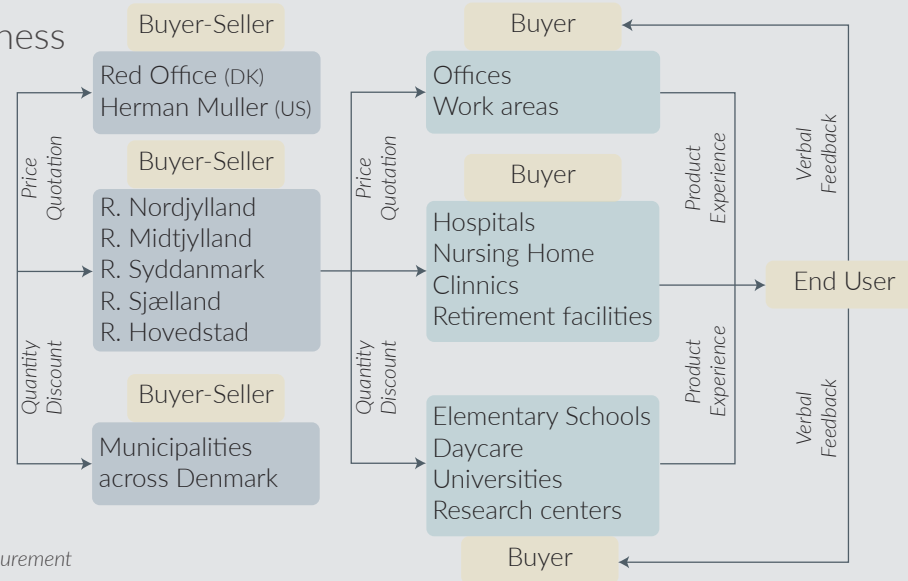 ness
Buyer-Seller
Red Office (DK)
Herman Muller (US)
Buyer-Seller
R. Nordjylland
R. Midtjylland
R. Syddanmark
R. Sjælland
R. Hovedstad
Buyer-Seller
Municipalities
across Denmark
Price
Quotation
Quantity
Discount
Price
Quotation
Quantity
Discount
Buyer
Offices
Work areas
Buyer
Hospitals
Nursing Home
Clinnics
Retirement facilities
Elementary Schools
Daycare
Universities
Research centers
Buyer
Product
Experience
Product
Experience
Verbal
Feedback
Verbal
Feedback
End User
urement